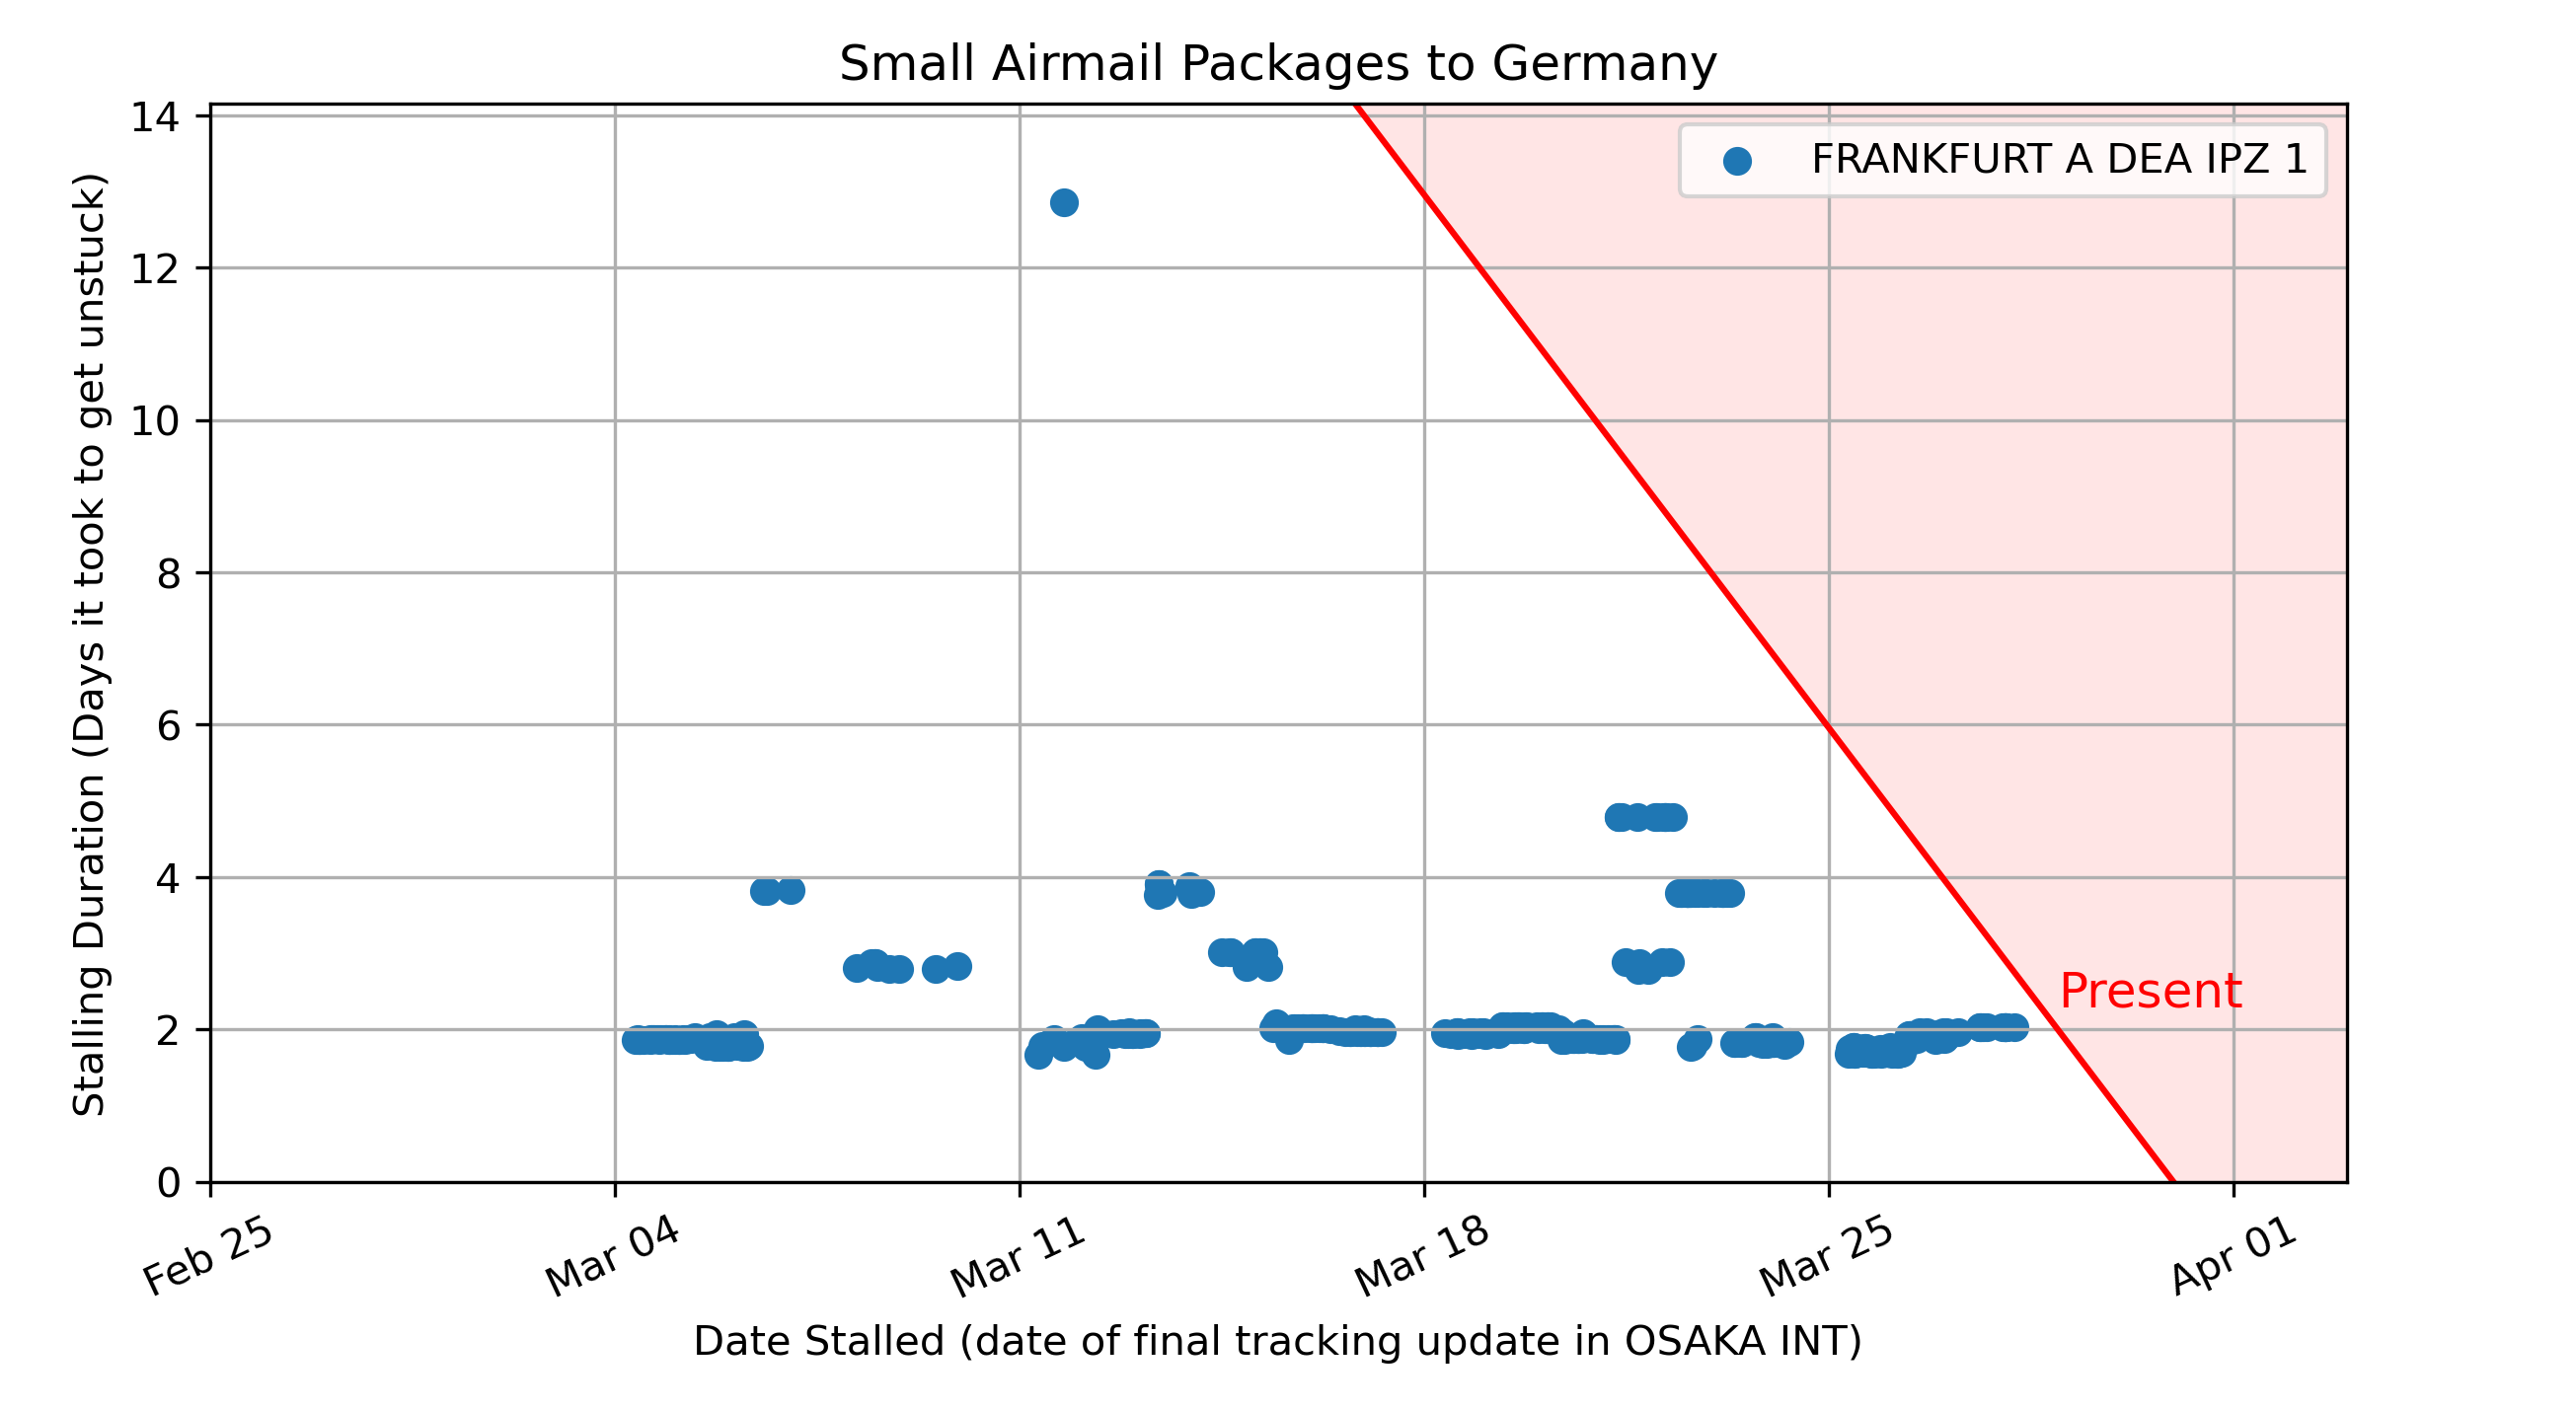 Small Airmail Packages to Germany
14
12
10
8
6
4
2
0
Stalling Duration (Days it took to get unstuck)
FRANKFURT A DEA IPZ 1
Present
Feb 25
Mar 04
Mar 11
Mar 18
Mar 25
Apr 01
Date Stalled (date of final tracking update in OSAKA INT)